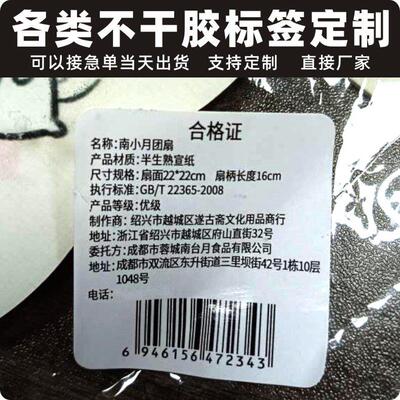 各类不干胶标签定制
可以接急单当天出货 支持定制 直接厂家
合格证
名称:南小月团扇
产品材质:半生熟宣纸
尺寸规格:扇面22*22cm 扇柄长度16cm
执行标准:GB/T 22365-2008
产品等级:优级
制造商:绍兴市越城区遂古斋文化用品商行
地址:浙江省绍兴市越城区府山直街32号
委托方:成都市蓉城南台月食品有限公司
地址:成都市双流区东升街道三里坝街42号1栋10层
1048号
电话:
6 946156 472343